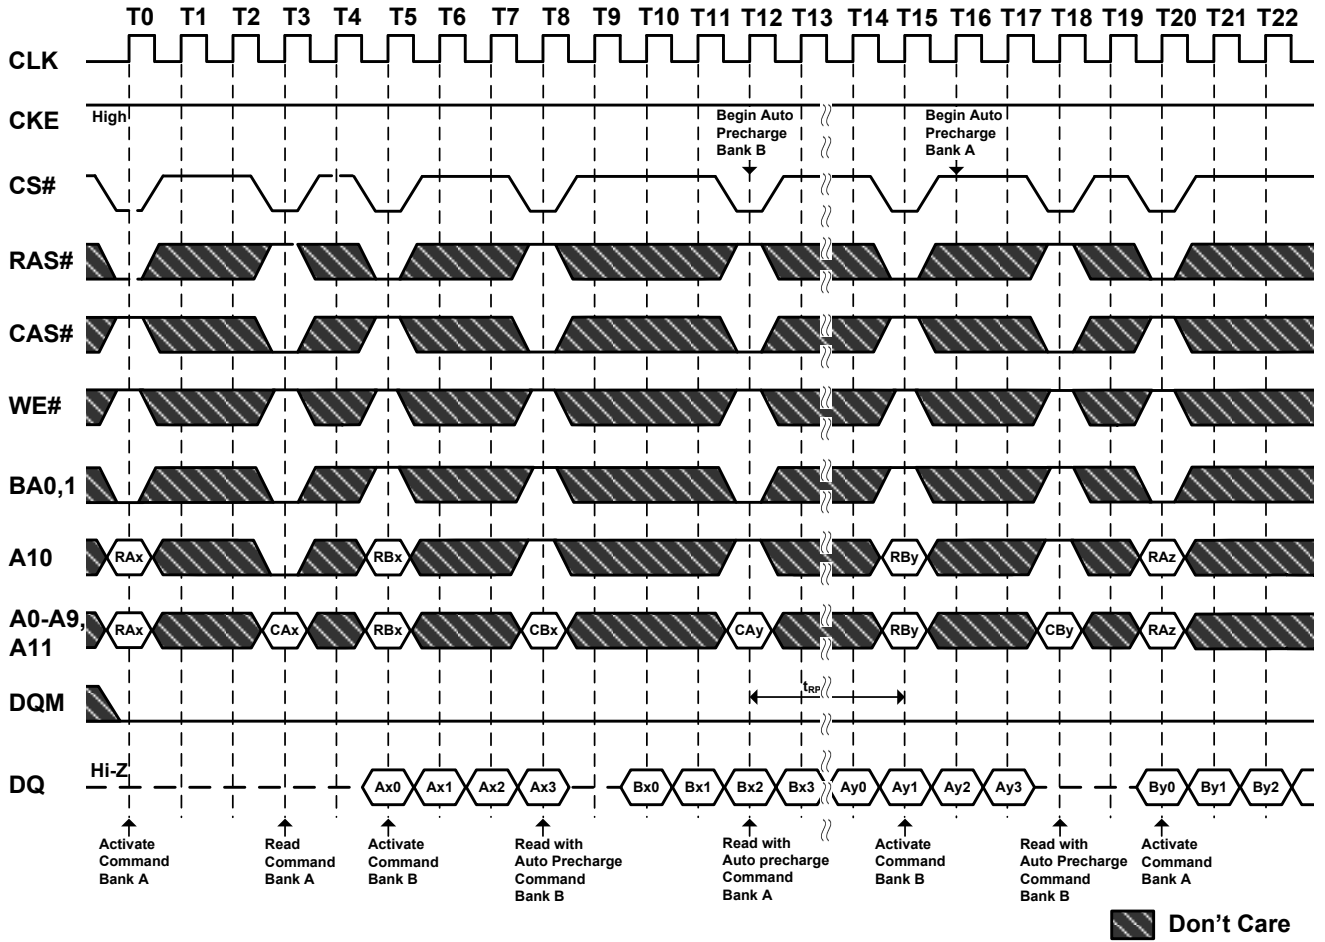 T0 T1 T2 T3 T4 T5 T6 T7 T8 T9 T10 T11 T12 T13 T14 T15 T16 T17 T18 T19 T20 T21 T22
CLK
CKE
High
Begin Auto
Precharge
Bank B
Begin Auto
Precharge
Bank A
CS#
RAS#
CAS#
WE#
BA0,1
A10
RAx RBx RBy RAz
A0-A9,
A11
RAx CAx RBx CBx CAy RBy CBy RAz
DQM
tRP
DQ
Hi-Z
Ax0 Ax1 Ax2 Ax3 Bx0 Bx1 Bx2 Bx3 Ay0 Ay1 Ay2 Ay3 By0 By1 By2
Activate
Command
Bank A
Read
Command
Bank A
Activate
Command
Bank B
Read with
Auto Precharge
Command
Bank B
Read with
Auto precharge
Command
Bank A
Activate
Command
Bank B
Read with
Auto Precharge
Command
Bank B
Activate
Command
Bank A
Don't Care